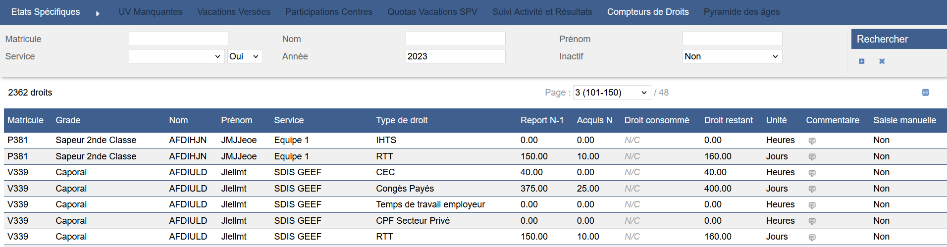 Etats Spécifiques UV Manquantes Vacations Versées Participations Centres Quotas Vacations SPV Suivi Activité et Résultats Compteurs de Droits Pyramide des âges
Matricule Nom Prénom Rechercher
Service Oui Année 2023 Inactif Non
2362 droits Page : 3 (101-150) / 48
Matricule Grade Nom Prénom Service Type de droit Report N-1 Acquis N Droit consommé Droit restant Unité Commentaire Saisie manuelle
P381 Sapeur 2nde Classe AFDIHJN JMJJeoe Equipe 1 IHTS 0.00 0.00 N/C 0.00 Heures Non
P381 Sapeur 2nde Classe AFDIHJN JMJJeoe Equipe 1 RTT 150.00 10.00 N/C 160.00 Jours Non
V339 Caporal AFDIULD Jlellmt SDIS GEEF CEC 40.00 0.00 N/C 40.00 Heures Non
V339 Caporal AFDIULD Jlellmt SDIS GEEF Congés Payés 375.00 25.00 N/C 400.00 Jours Non
V339 Caporal AFDIULD Jlellmt SDIS GEEF Temps de travail employeur 0.00 0.00 N/C 0.00 Heures Non
V339 Caporal AFDIULD Jlellmt SDIS GEEF CPF Secteur Privé 0.00 0.00 N/C 0.00 Heures Non
V339 Caporal AFDIULD Jlellmt SDIS GEEF RTT 150.00 10.00 N/C 160.00 Jours Non